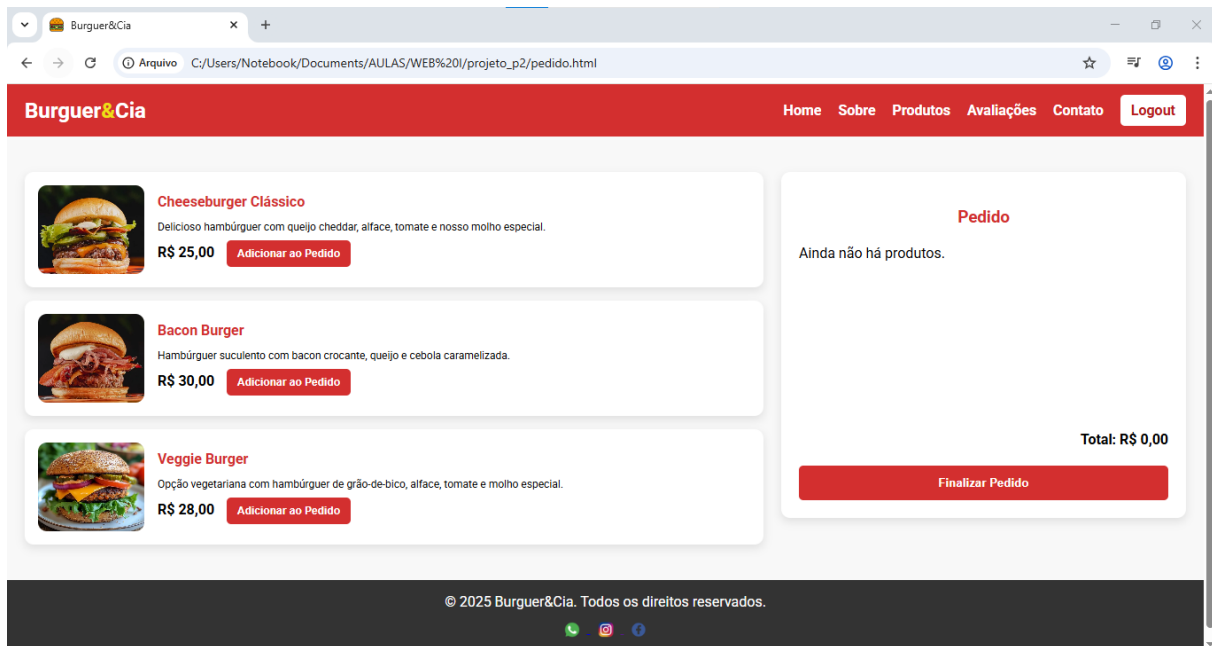 Burguer&Cia
Arquivo C:/Users/Notebook/Documents/AULAS/WEB%20I/projeto_p2/pedido.html
Burguer&Cia
Home Sobre Produtos Avaliações Contato Logout
Cheeseburger Clássico
Delicioso hambúrguer com queijo cheddar, alface, tomate e nosso molho especial.
R$ 25,00 Adicionar ao Pedido
Bacon Burger
Hambúrguer suculento com bacon crocante, queijo e cebola caramelizada.
R$ 30,00 Adicionar ao Pedido
Veggie Burger
Opção vegetariana com hambúrguer de grão-de-bico, alface, tomate e molho especial.
R$ 28,00 Adicionar ao Pedido
Pedido
Ainda não há produtos.
Total: R$ 0,00
Finalizar Pedido
© 2025 Burguer&Cia. Todos os direitos reservados.